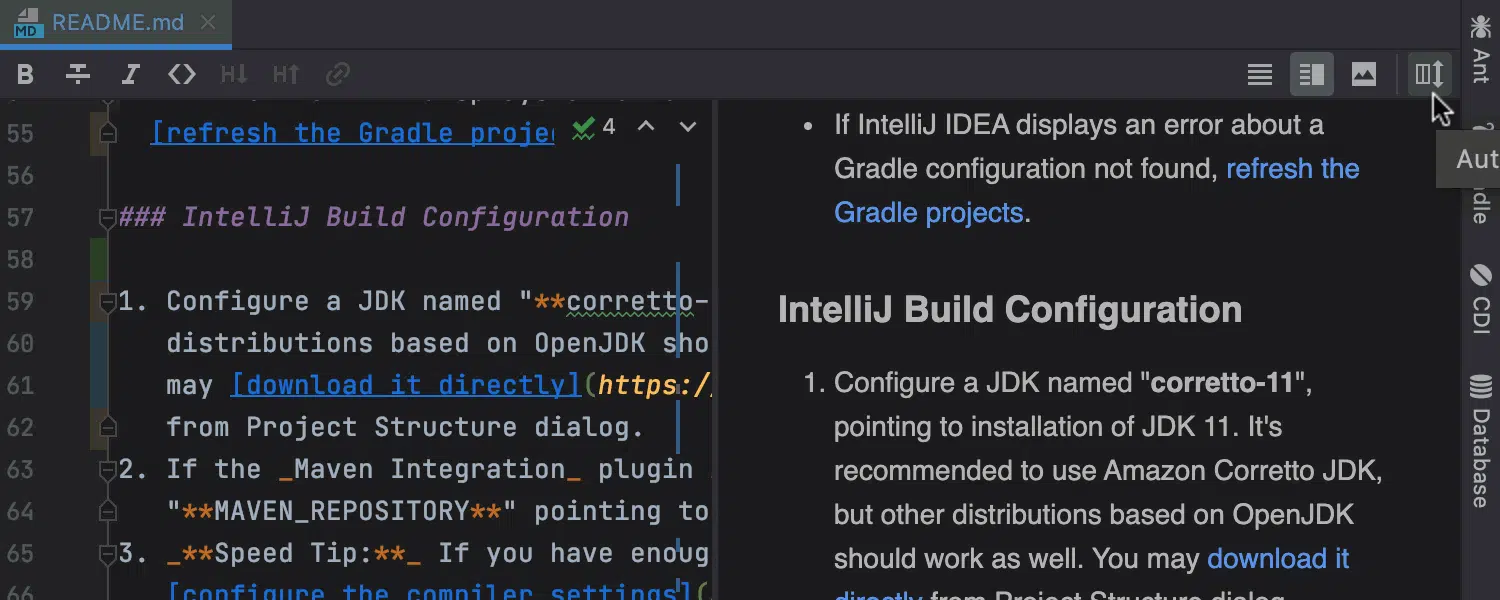 MD README.md
B I <> H↓ H↑
55 [refresh the Gradle projec 4
56
57 ### IntelliJ Build Configuration
58
59 1. Configure a JDK named "**corretto-
60 distributions based on OpenJDK sho
61 may [download it directly](https:/
62 from Project Structure dialog.
63 2. If the _Maven Integration_ plugin
64 "**MAVEN_REPOSITORY**" pointing to
65 3. _**Speed Tip:**_ If you have enoug
66 [configure the compiler settings](
• If IntelliJ IDEA displays an error about a
Gradle configuration not found, refresh the
Gradle projects.
IntelliJ Build Configuration
1. Configure a JDK named "corretto-11",
pointing to installation of JDK 11. It's
recommended to use Amazon Corretto JDK,
but other distributions based on OpenJDK
should work as well. You may download it
directly from Project Structure dialog.
Ant
Aut
dle
CDI
Database